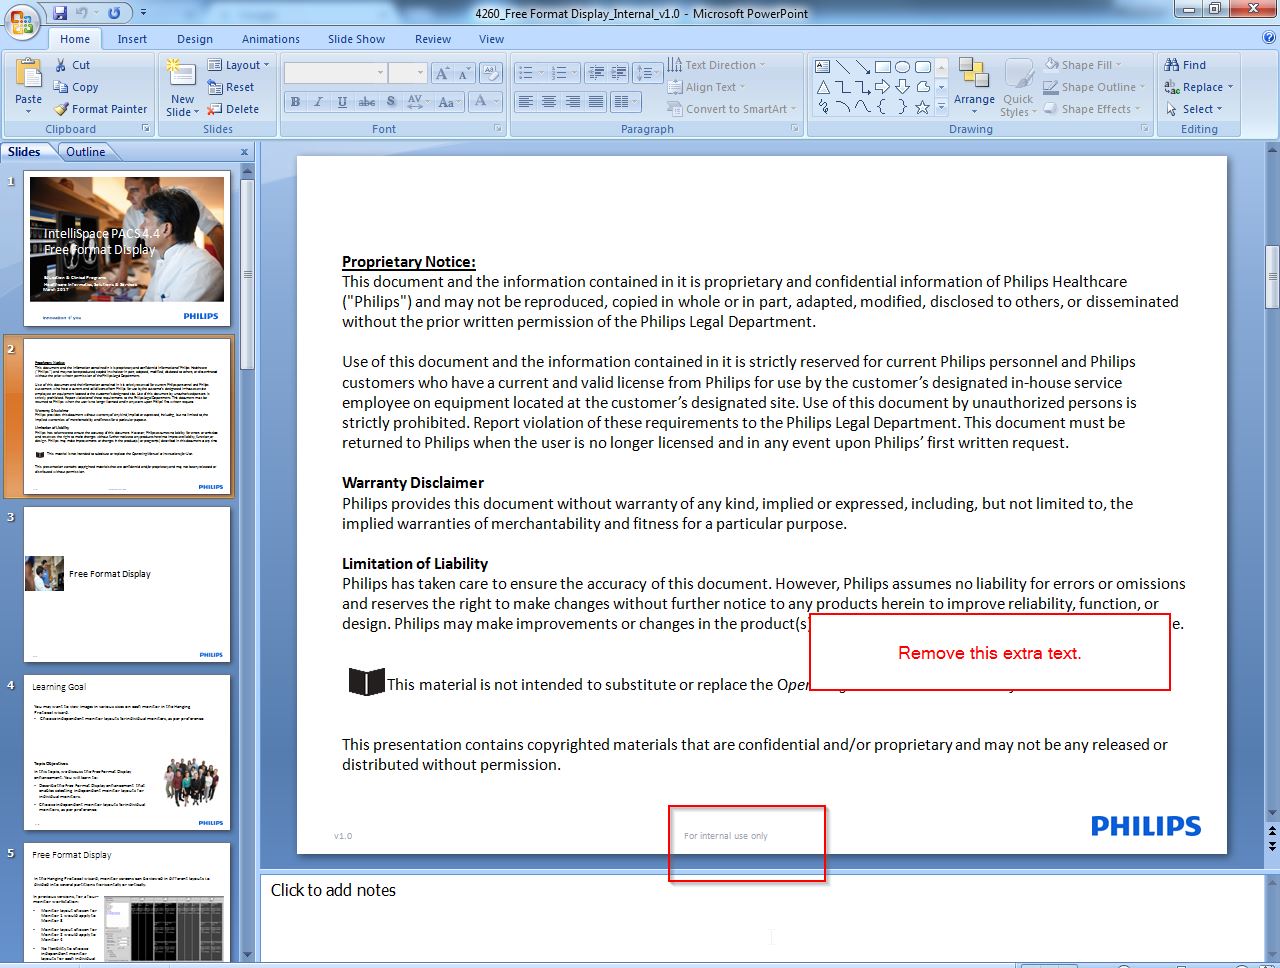 4260_Free Format Display_Internal_v1.0 - Microsoft PowerPoint
Home Insert Design Animations Slide Show Review View
Paste
Cut
Copy
Format Painter
Clipboard
New Slide
Layout
Reset
Delete
Slides
B I U abc S AV Aa A
Font
Text Direction
Align Text
Convert to SmartArt
Paragraph
Arrange
Quick Styles
Shape Fill
Shape Outline
Shape Effects
Drawing
Find
Replace
Select
Editing
Slides Outline x
1
IntelliSpace PACS 4.4
Free Format Display
Education & Clinical Programs
Healthcare Informatics, Solutions & Services
March 2017
PHILIPS
2
PHILIPS
3
Free Format Display
PHILIPS
4
Learning Goal
Topic Objectives
PHILIPS
5
Free Format Display
Proprietary Notice:
This document and the information contained in it is proprietary and confidential information of Philips Healthcare
("Philips") and may not be reproduced, copied in whole or in part, adapted, modified, disclosed to others, or disseminated
without the prior written permission of the Philips Legal Department.
Use of this document and the information contained in it is strictly reserved for current Philips personnel and Philips
customers who have a current and valid license from Philips for use by the customer’s designated in-house service
employee on equipment located at the customer’s designated site. Use of this document by unauthorized persons is
strictly prohibited. Report violation of these requirements to the Philips Legal Department. This document must be
returned to Philips when the user is no longer licensed and in any event upon Philips’ first written request.
Warranty Disclaimer
Philips provides this document without warranty of any kind, implied or expressed, including, but not limited to, the
implied warranties of merchantability and fitness for a particular purpose.
Limitation of Liability
Philips has taken care to ensure the accuracy of this document. However, Philips assumes no liability for errors or omissions
and reserves the right to make changes without further notice to any products herein to improve reliability, function, or
design. Philips may make improvements or changes in the product(s)
Remove this extra text.
This material is not intended to substitute or replace the
This presentation contains copyrighted materials that are confidential and/or proprietary and may not be any released or
distributed without permission.
v1.0 For internal use only PHILIPS
Click to add notes